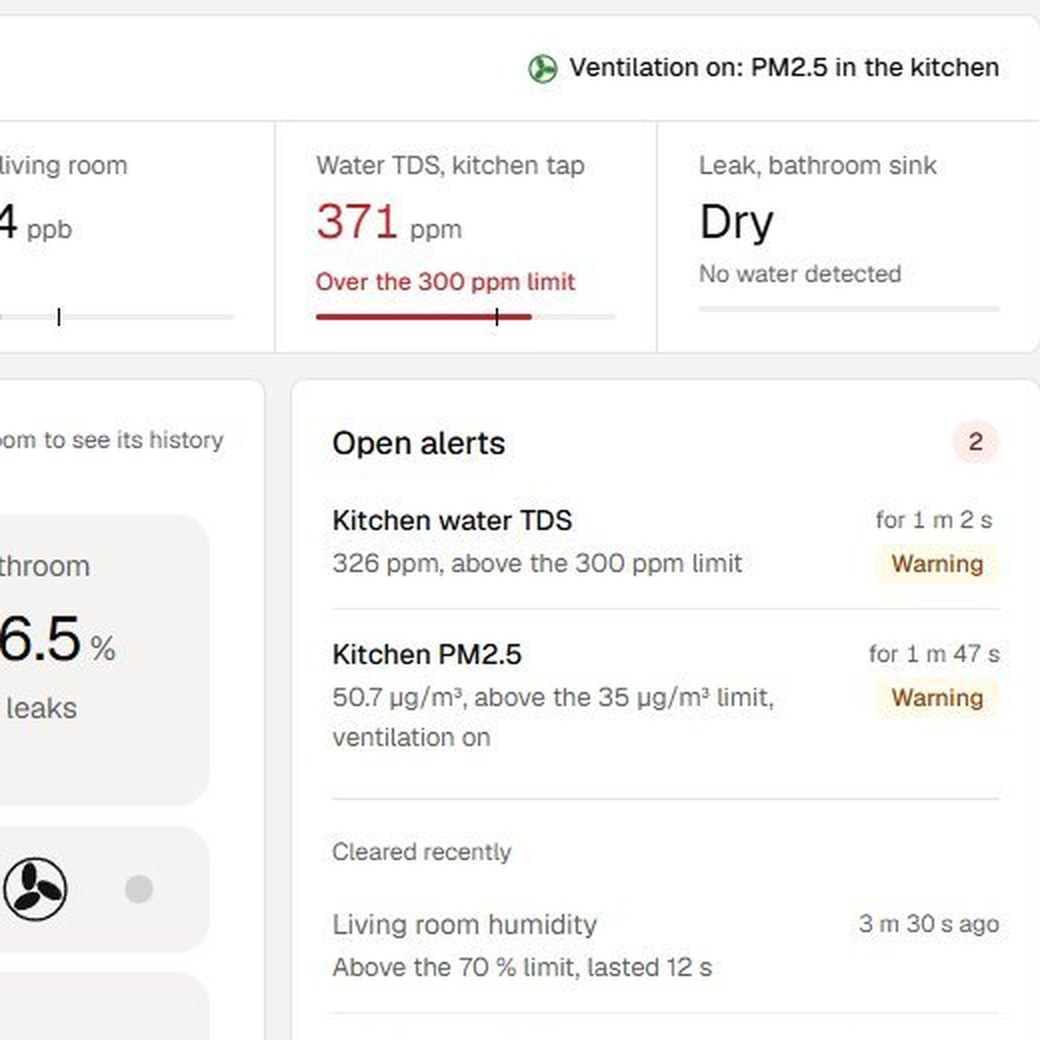 Ventilation on: PM2.5 in the kitchen
living room
4 ppb
Water TDS, kitchen tap
371 ppm
Over the 300 ppm limit
Leak, bathroom sink
Dry
No water detected
to see its history
6.5 %
leaks
Open alerts
2
Kitchen water TDS
for 1 m 2 s
326 ppm, above the 300 ppm limit
Warning
Kitchen PM2.5
for 1 m 47 s
50.7 µg/m³, above the 35 µg/m³ limit,
Warning
ventilation on
Cleared recently
Living room humidity
3 m 30 s ago
Above the 70 % limit, lasted 12 s